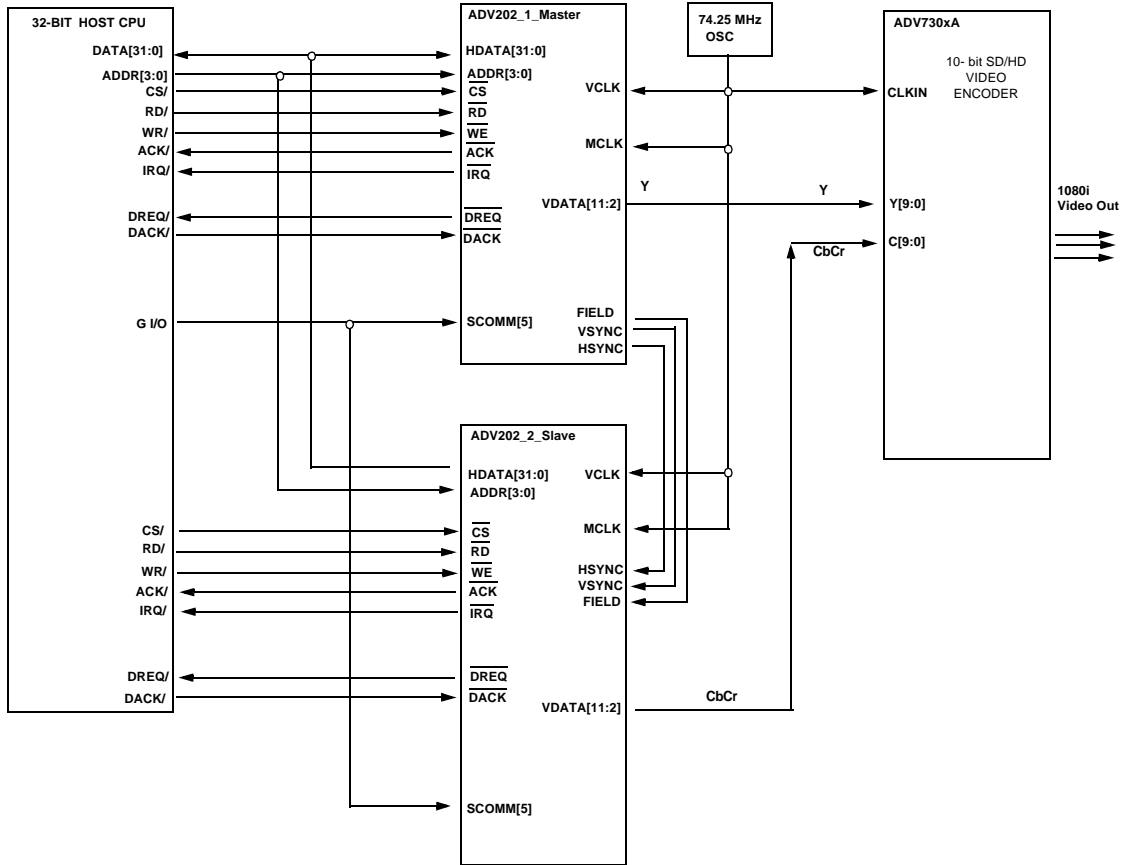 32-BIT HOST CPU
DATA[31:0]
ADDR[3:0]
CS/
RD/
WR/
ACK/
IRQ/
DREQ/
DACK/
G I/O
CS/
RD/
WR/
ACK/
IRQ/
DREQ/
DACK/
ADV202_1_Master
HDATA[31:0]
ADDR[3:0]
CS
RD
WE
ACK
IRQ
DREQ
DACK
SCOMM[5]
VCLK
MCLK
VDATA[11:2]
FIELD
VSYNC
HSYNC
ADV202_2_Slave
HDATA[31:0]
ADDR[3:0]
CS
RD
WE
ACK
IRQ
DREQ
DACK
SCOMM[5]
VCLK
MCLK
HSYNC
VSYNC
FIELD
VDATA[11:2]
74.25 MHz
OSC
Y
Y
CbCr
CbCr
ADV730xA
10- bit SD/HD
VIDEO
ENCODER
CLKIN
Y[9:0]
C[9:0]
1080i
Video Out